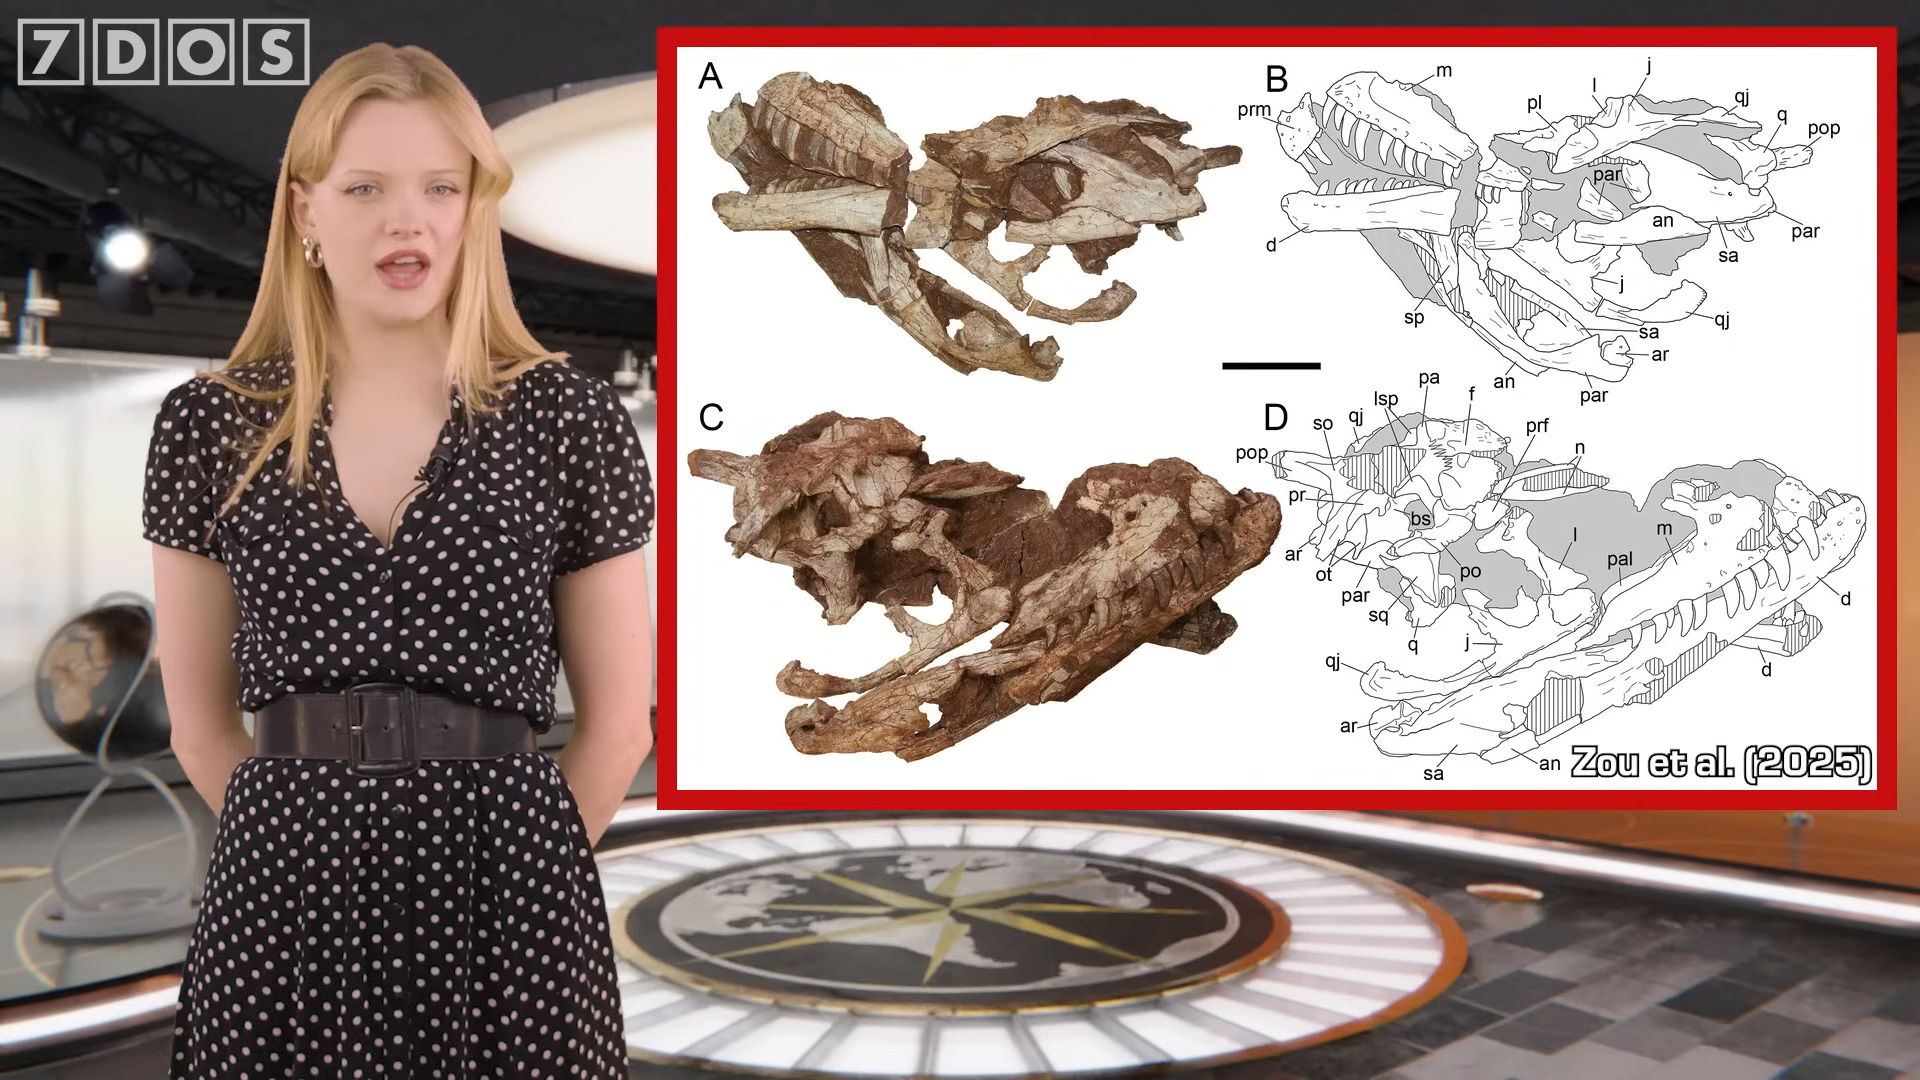 7DOS
A
B
m
prm
pl
l
j
qj
q
pop
par
an
d
sa
par
sp
j
qj
sa
ar
an
par
C
D
pa
lsp
f
qj
so
prf
pop
n
pr
bs
m
l
pal
ar
ot
po
d
par
sq
q
j
qj
d
ar
sa
an
Zou et al. (2025)